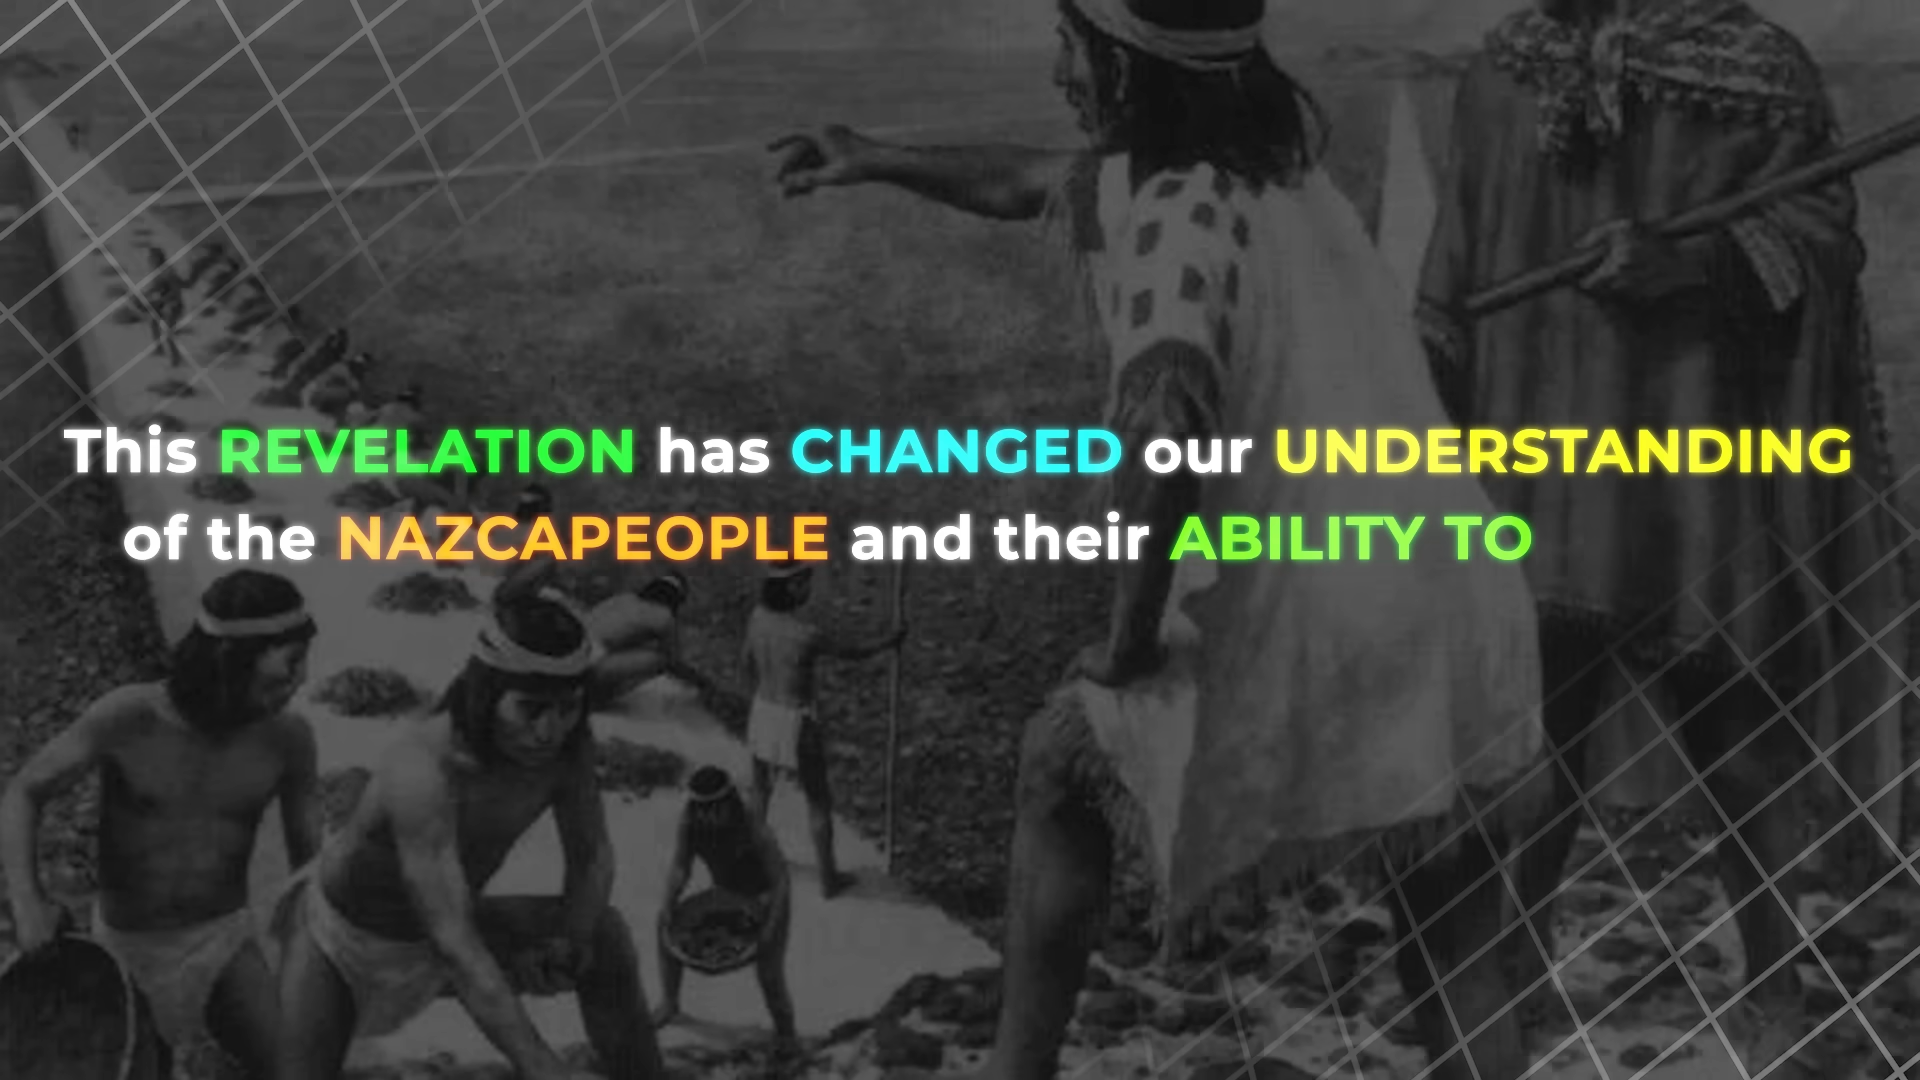 This REVELATION has CHANGED our UNDERSTANDING
of the NAZCAPEOPLE and their ABILITY TO